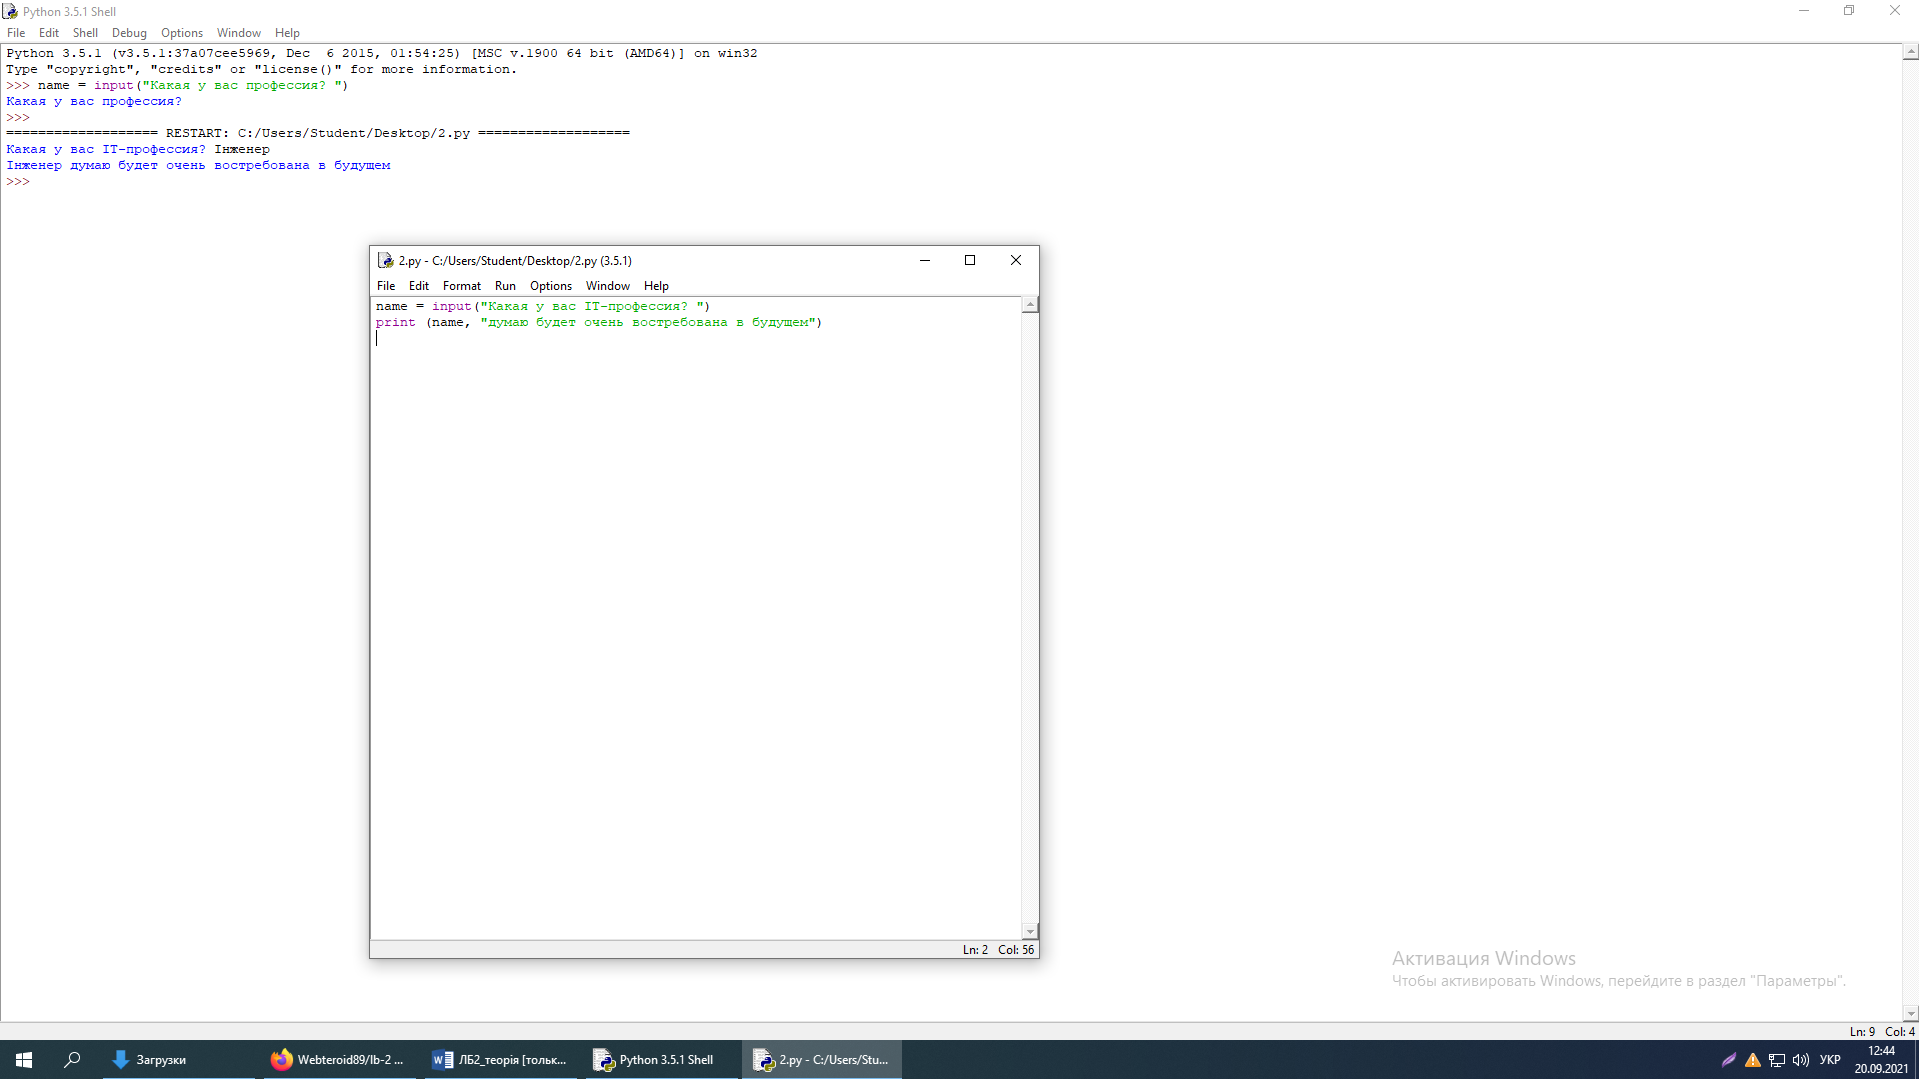 Python 3.5.1 Shell
File Edit Shell Debug Options Window Help
Python 3.5.1 (v3.5.1:37a07cee5969, Dec  6 2015, 01:54:25) [MSC v.1900 64 bit (AMD64)] on win32
Type "copyright", "credits" or "license()" for more information.
>>> name = input("Какая у вас профессия? ")
Какая у вас профессия?
>>>
=================== RESTART: C:/Users/Student/Desktop/2.py ===================
Какая у вас IT-профессия? Інженер
Інженер думаю будет очень востребована в будущем
>>>
2.py - C:/Users/Student/Desktop/2.py (3.5.1)
File Edit Format Run Options Window Help
name = input("Какая у вас IT-профессия? ")
print (name, "думаю будет очень востребована в будущем")
Ln: 2 Col: 56
Активация Windows
Чтобы активировать Windows, перейдите в раздел "Параметры".
Ln: 9 Col: 4
Загрузки
Webteroid89/lb-2 ...
ЛБ2_теорія [тольк...
Python 3.5.1 Shell
2.py - C:/Users/Stu...
УКР
12:44
20.09.2021